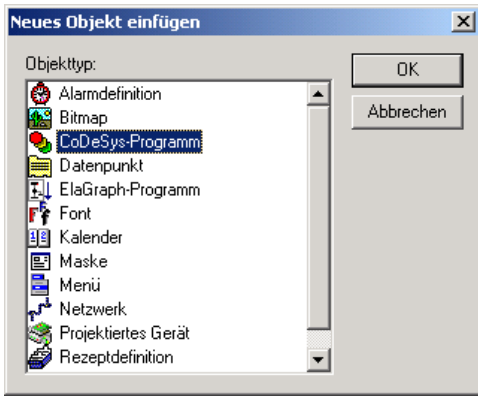 Neues Objekt einfügen
Objekttyp:
OK
Abbrechen
Alarmdefinition
Bitmap
CoDeSys-Programm
Datenpunkt
ElaGraph-Programm
Font
Kalender
Maske
Menü
Netzwerk
Projektiertes Gerät
Rezeptdefinition